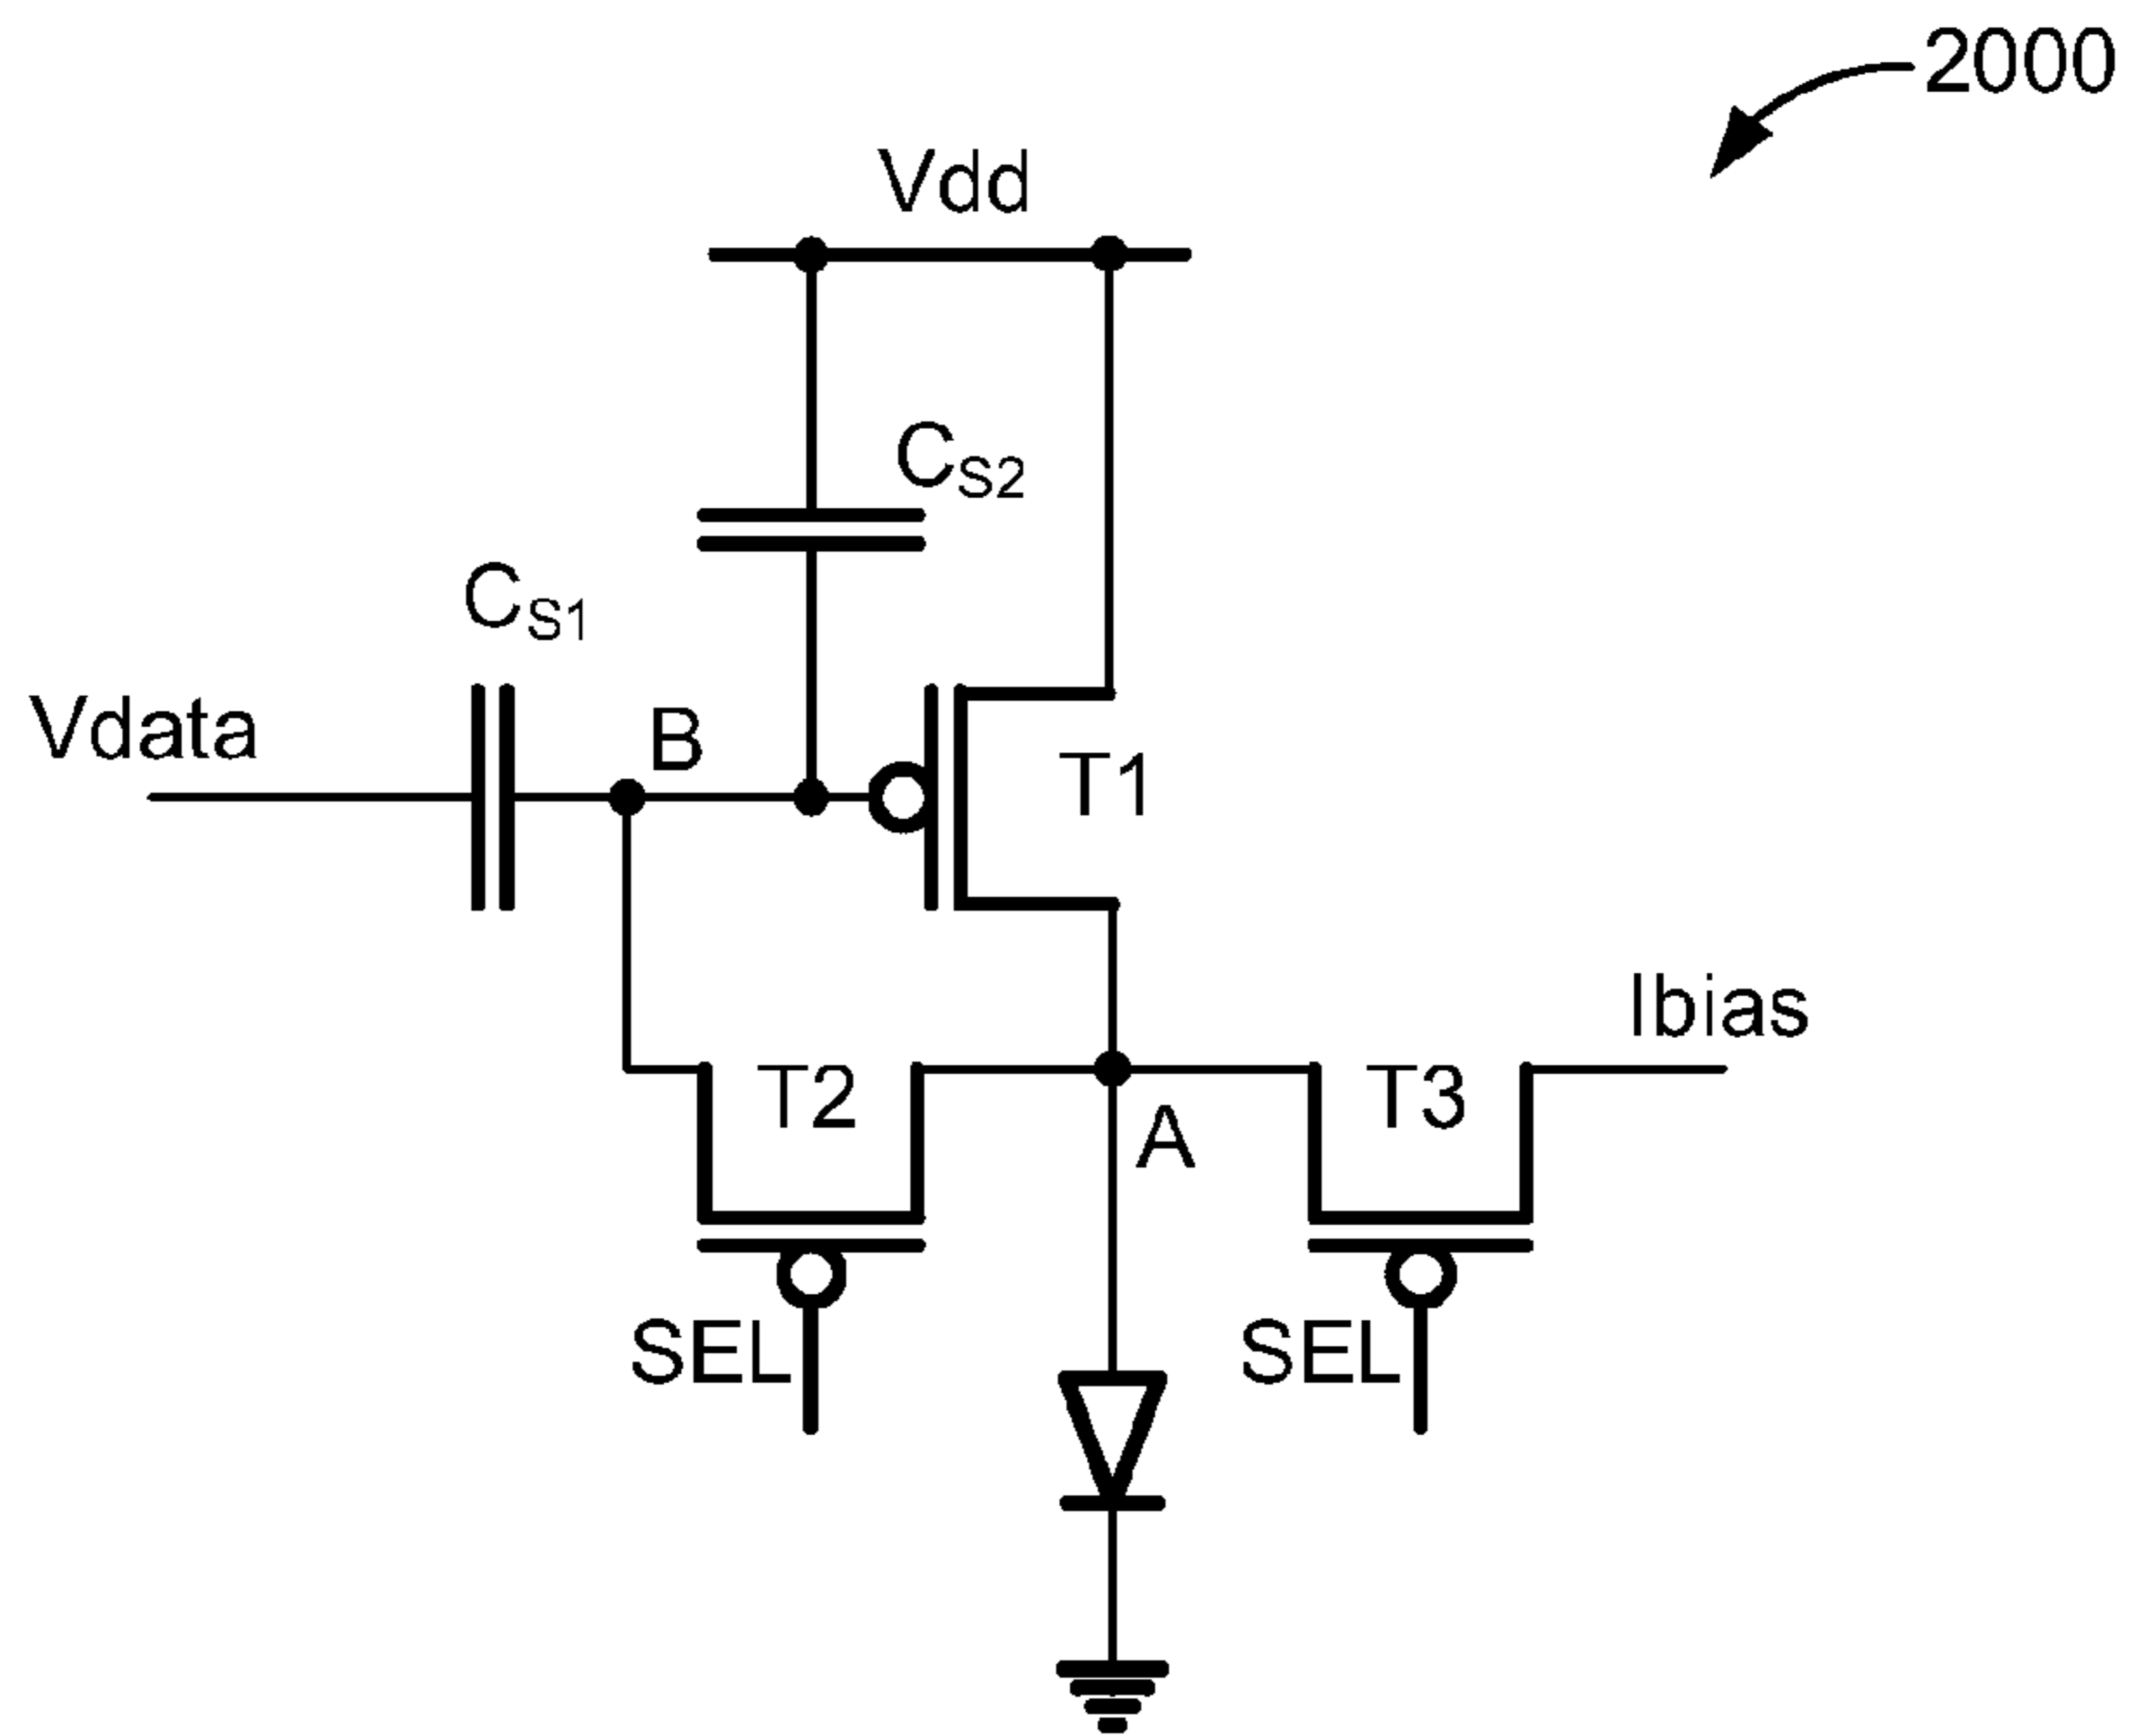 2000
Vdd
CS2
CS1
Vdata
B
T1
Ibias
T2
T3
A
SEL
SEL